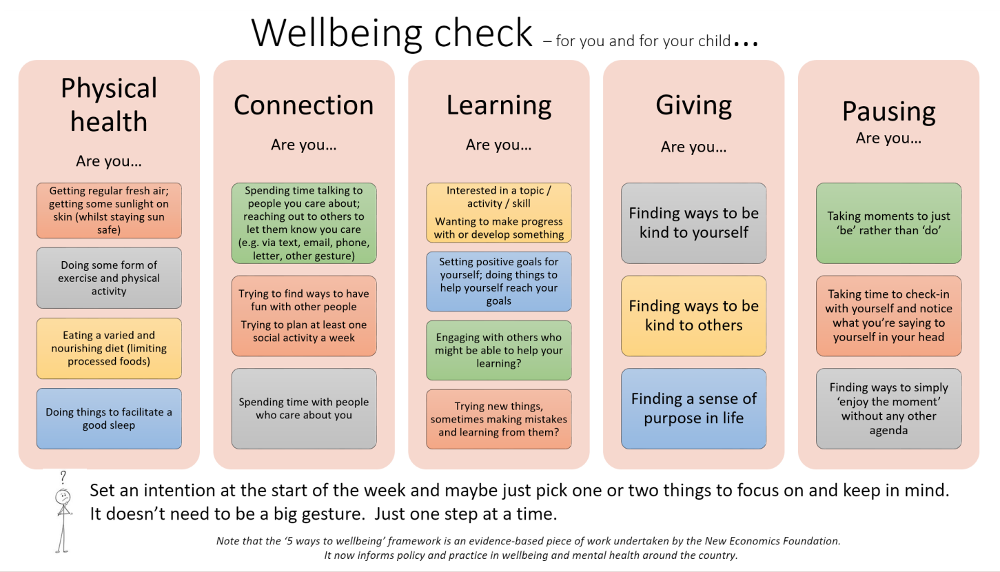 Wellbeing check – for you and for your child...
Physical
health
Are you...
Getting regular fresh air;
getting some sunlight on
skin (whilst staying sun
safe)
Doing some form of
exercise and physical
activity
Eating a varied and
nourishing diet (limiting
processed foods)
Doing things to facilitate a
good sleep
Connection
Are you...
Spending time talking to
people you care about;
reaching out to others to
let them know you care
(e.g. via text, email, phone,
letter, other gesture)
Trying to find ways to have
fun with other people
Trying to plan at least one
social activity a week
Spending time with people
who care about you
Learning
Are you...
Interested in a topic /
activity / skill
Wanting to make progress
with or develop something
Setting positive goals for
yourself; doing things to
help yourself reach your
goals
Engaging with others who
might be able to help your
learning?
Trying new things,
sometimes making mistakes
and learning from them?
Giving
Are you...
Finding ways to be
kind to yourself
Finding ways to be
kind to others
Finding a sense of
purpose in life
Pausing
Are you...
Taking moments to just
‘be’ rather than ‘do’
Taking time to check-in
with yourself and notice
what you’re saying to
yourself in your head
Finding ways to simply
‘enjoy the moment’
without any other
agenda
?
Set an intention at the start of the week and maybe just pick one or two things to focus on and keep in mind.
It doesn’t need to be a big gesture.  Just one step at a time.
Note that the ‘5 ways to wellbeing’ framework is an evidence-based piece of work undertaken by the New Economics Foundation.
It now informs policy and practice in wellbeing and mental health around the country.